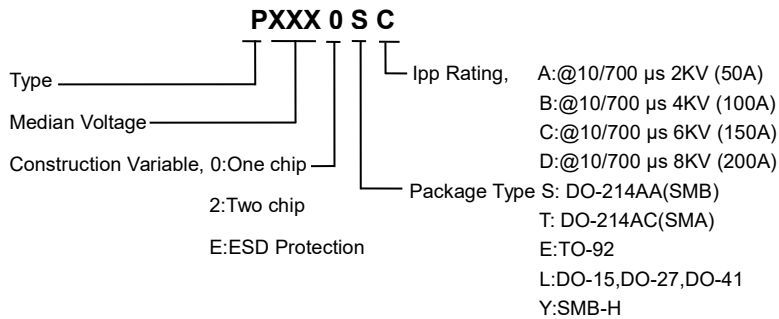 PXXX 0 S C
Type
Median Voltage
Construction Variable, 0:One chip
2:Two chip
E:ESD Protection
Ipp Rating, A:@10/700 μs 2KV (50A)
B:@10/700 μs 4KV (100A)
C:@10/700 μs 6KV (150A)
D:@10/700 μs 8KV (200A)
Package Type S: DO-214AA(SMB)
T: DO-214AC(SMA)
E:TO-92
L:DO-15,DO-27,DO-41
Y:SMB-H